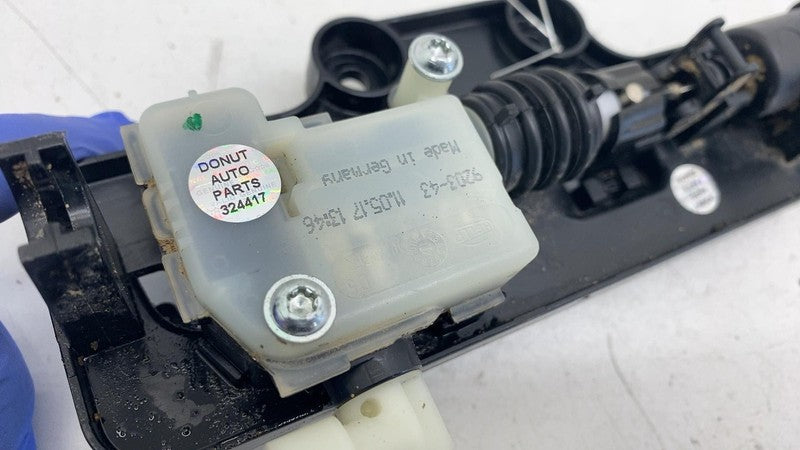 DONUT
AUTO
PARTS
324417
Made in Germany
9203-43
11.05.17 13:46